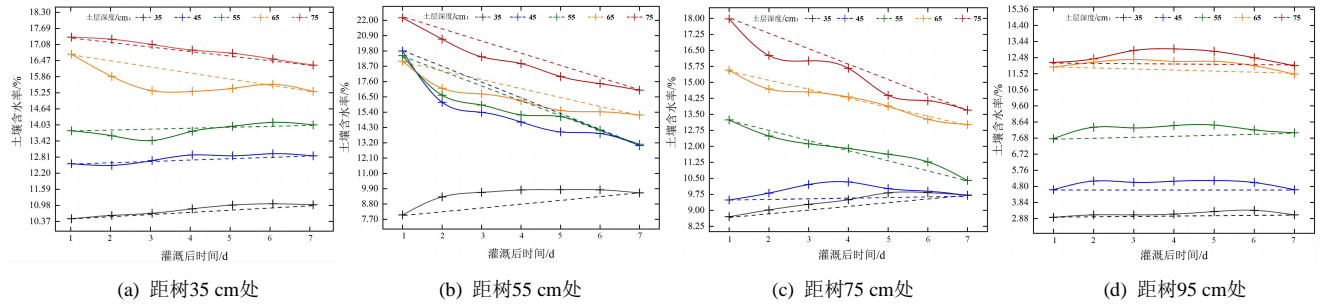 土层深度/cm: 35 45 55 65 75
18.30
17.69
17.08
16.47
15.86
15.25
14.64
14.03
13.42
12.81
12.20
11.59
10.98
10.37
土壤含水率/%
1 2 3 4 5 6 7
灌溉后时间/d
(a) 距树35 cm处
土层深度/cm: 35 45 55 65 75
22.00
20.90
19.80
18.70
17.60
16.50
15.40
14.30
13.20
12.10
11.00
9.90
8.80
7.70
土壤含水率/%
1 2 3 4 5 6 7
灌溉后时间/d
(b) 距树55 cm处
土层深度/cm: 35 45 55 65 75
18.00
17.25
16.50
15.75
15.00
14.25
13.50
12.75
12.00
11.25
10.50
9.75
9.00
8.25
土壤含水率/%
1 2 3 4 5 6 7
灌溉后时间/d
(c) 距树75 cm处
土层深度/cm: 35 45 55 65 75
15.36
14.40
13.44
12.48
11.52
10.56
9.60
8.64
7.68
6.72
5.76
4.80
3.84
2.88
土壤含水率/%
1 2 3 4 5 6 7
灌溉后时间/d
(d) 距树95 cm处